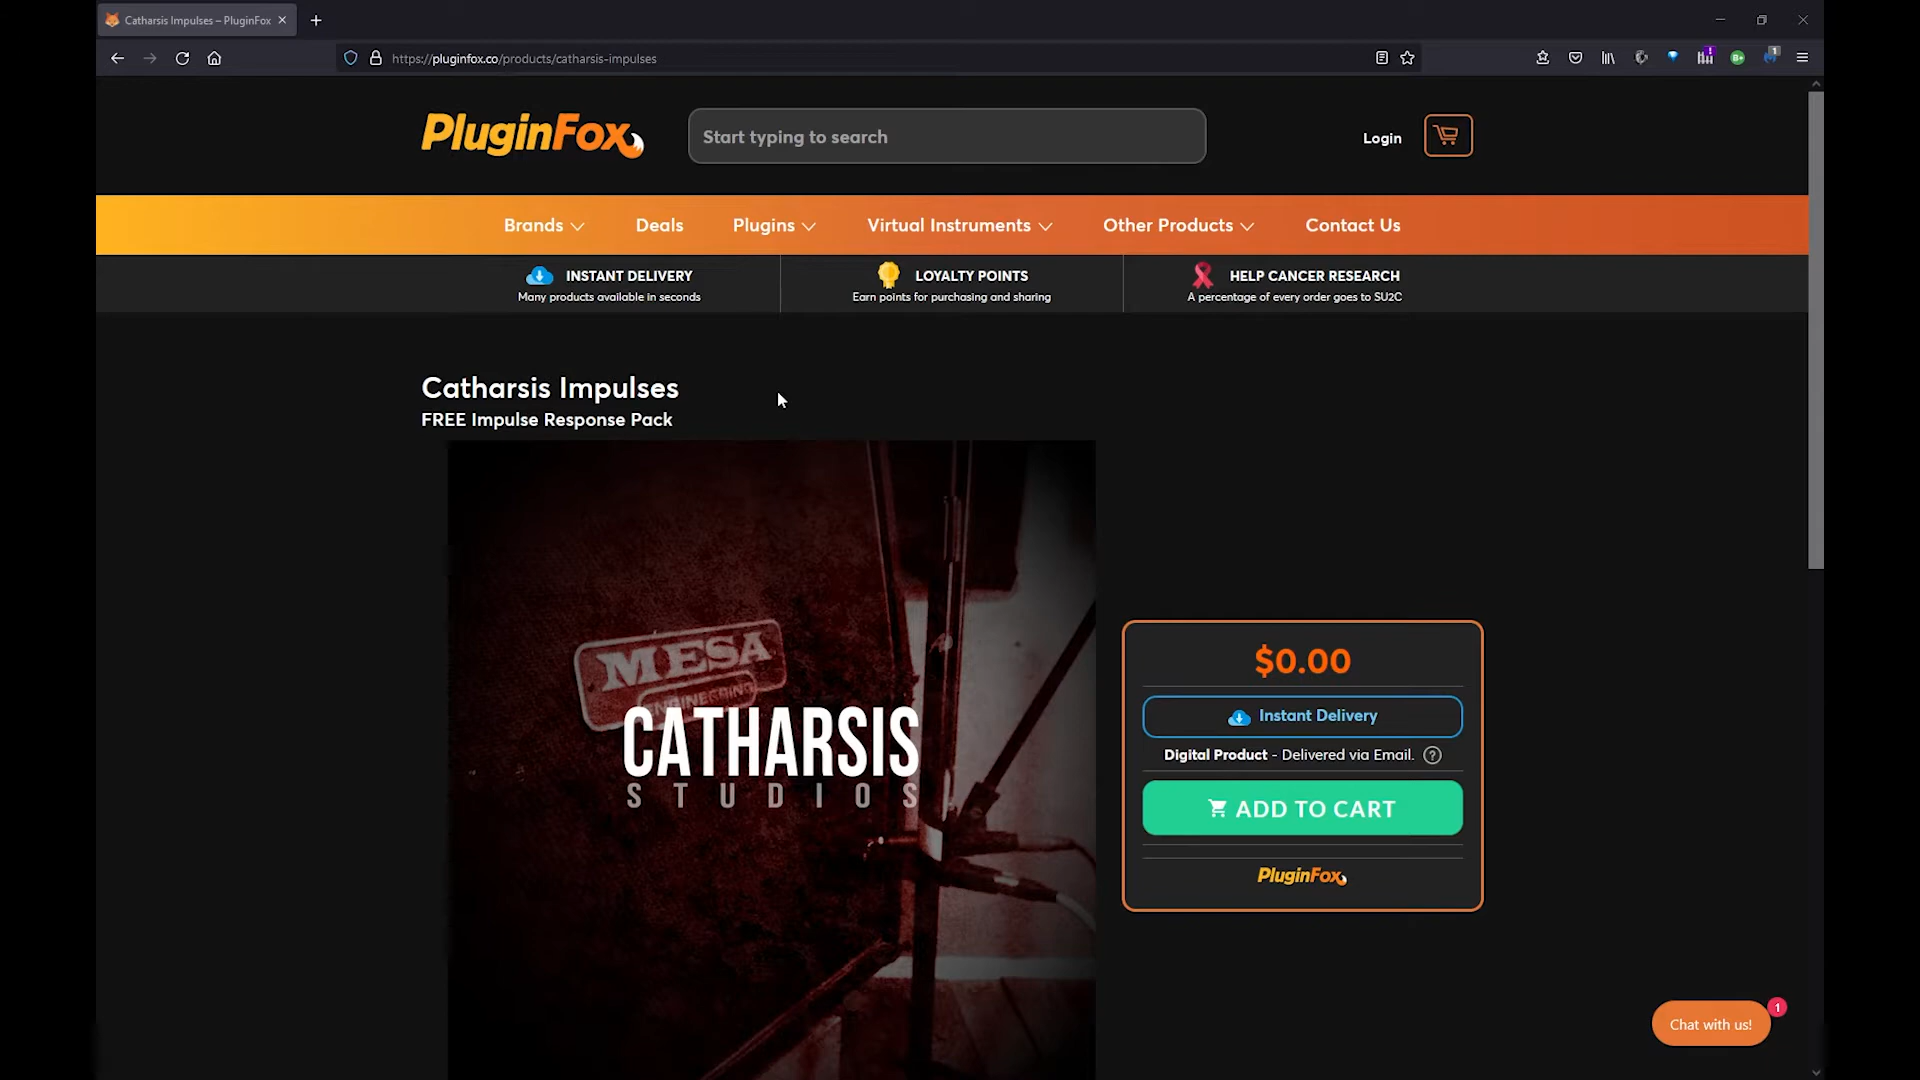 Catharsis Impulses – PluginFox
https://pluginfox.co/products/catharsis-impulses
PluginFox
Start typing to search
Login
Brands
Deals
Plugins
Virtual Instruments
Other Products
Contact Us
INSTANT DELIVERY
Many products available in seconds
LOYALTY POINTS
Earn points for purchasing and sharing
HELP CANCER RESEARCH
A percentage of every order goes to SU2C
Catharsis Impulses
FREE Impulse Response Pack
MESA
ENGINEERING
CATHARSIS
STUDIOS
$0.00
Instant Delivery
Digital Product - Delivered via Email. ?
ADD TO CART
PluginFox
Chat with us!
1